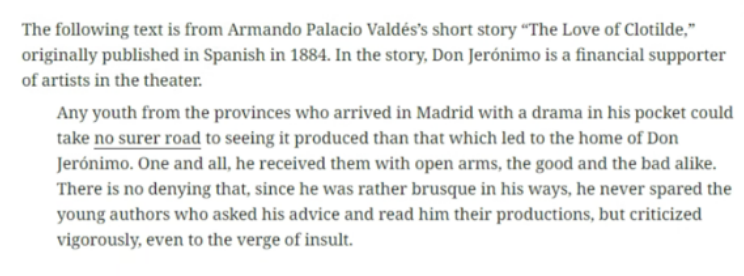 The following text is from Armando Palacio Valdés’s short story “The Love of Clotilde,”
originally published in Spanish in 1884. In the story, Don Jerónimo is a financial supporter
of artists in the theater.
Any youth from the provinces who arrived in Madrid with a drama in his pocket could
take no surer road to seeing it produced than that which led to the home of Don
Jerónimo. One and all, he received them with open arms, the good and the bad alike.
There is no denying that, since he was rather brusque in his ways, he never spared the
young authors who asked his advice and read him their productions, but criticized
vigorously, even to the verge of insult.